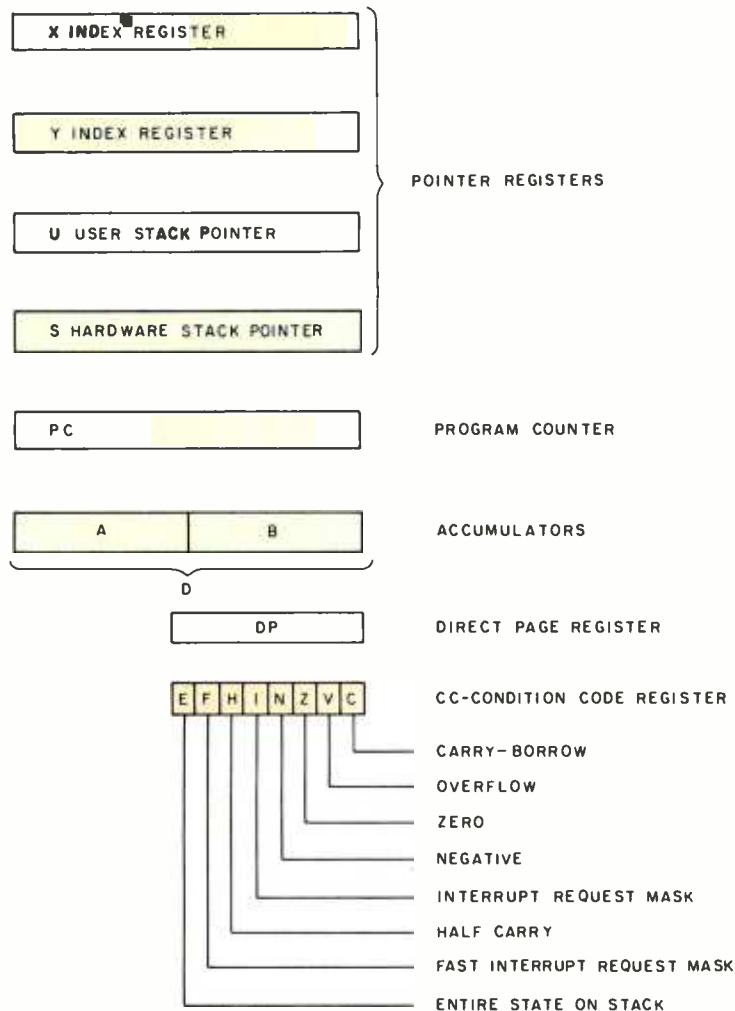 X INDEX REGISTER
Y INDEX REGISTER
POINTER REGISTERS
U USER STACK POINTER
S HARDWARE STACK POINTER
PC
PROGRAM COUNTER
A
B
ACCUMULATORS
D
DP
DIRECT PAGE REGISTER
E F H I N Z V C
CC-CONDITION CODE REGISTER
CARRY-BORROW
OVERFLOW
ZERO
NEGATIVE
INTERRUPT REQUEST MASK
HALF CARRY
FAST INTERRUPT REQUEST MASK
ENTIRE STATE ON STACK